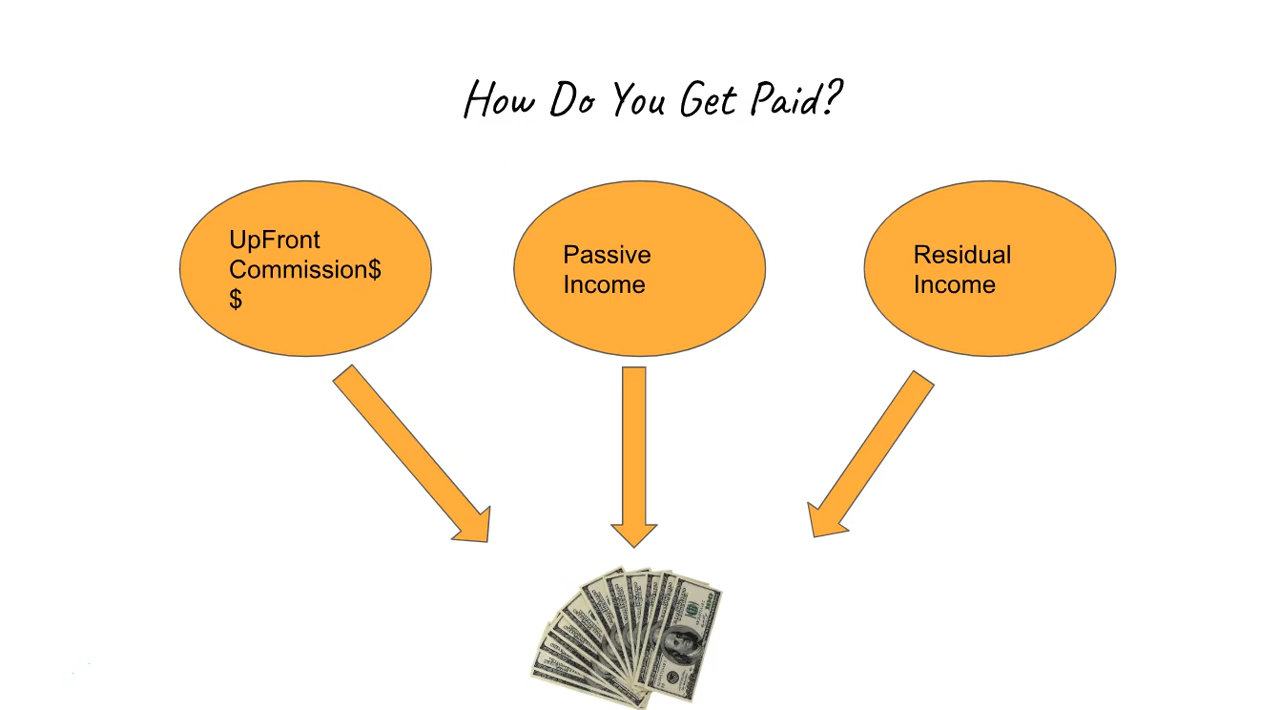 How Do You Get Paid?
UpFront
Commission$
$
Passive
Income
Residual
Income